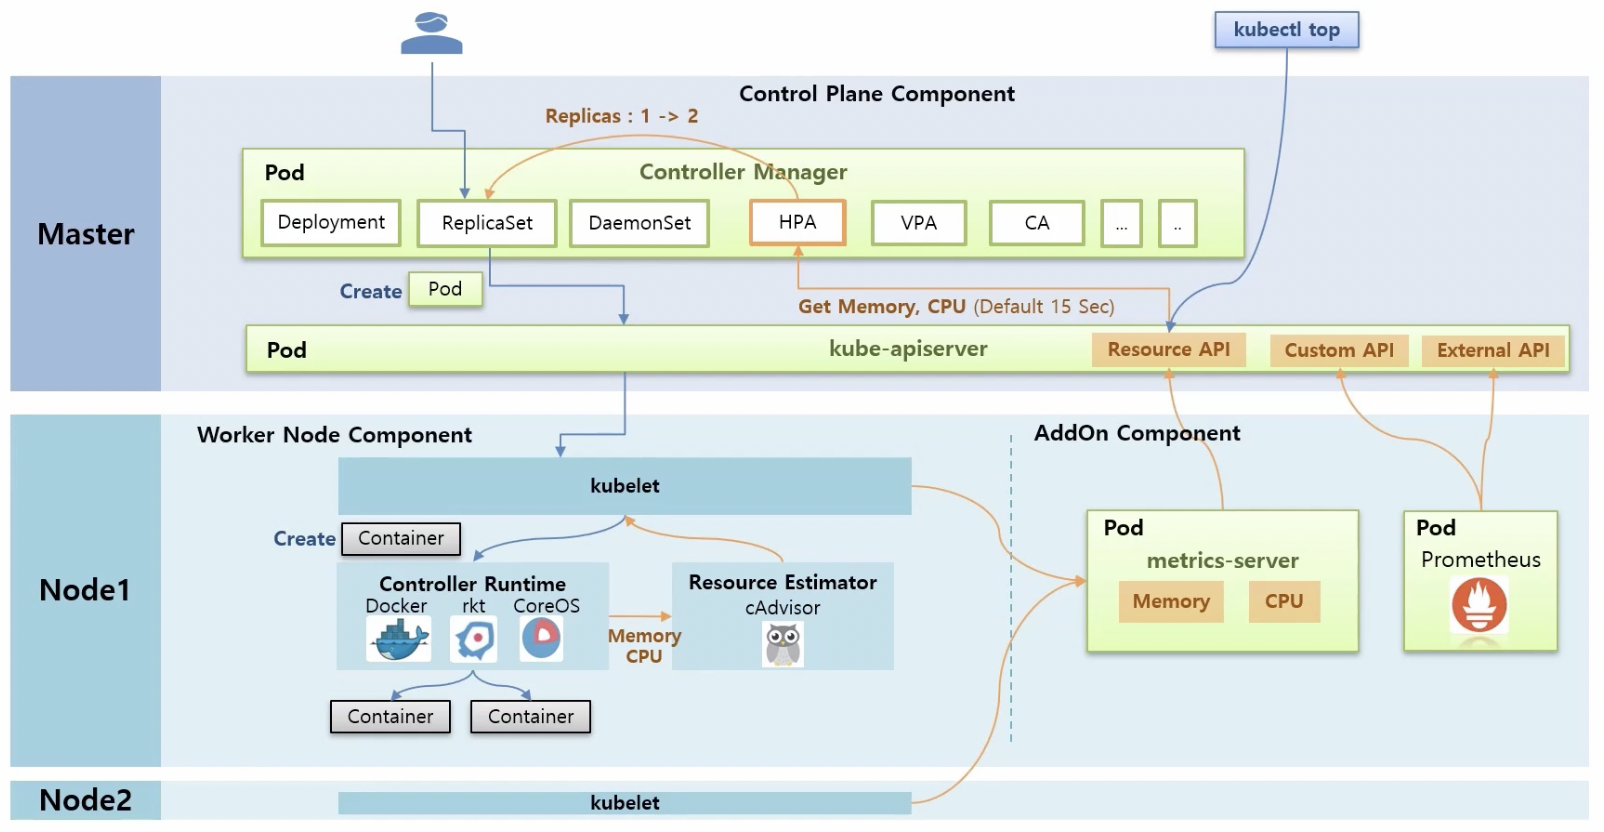 kubectl top
Control Plane Component
Replicas : 1 -> 2
Master
Pod
Controller Manager
Deployment
ReplicaSet
DaemonSet
HPA
VPA
CA
...
..
Create
Pod
Get Memory, CPU (Default 15 Sec)
Pod
kube-apiserver
Resource API
Custom API
External API
Worker Node Component
AddOn Component
Node1
kubelet
Create
Container
Controller Runtime
Docker
rkt
CoreOS
Memory
CPU
Resource Estimator
cAdvisor
Container
Container
Pod
metrics-server
Memory
CPU
Pod
Prometheus
Node2
kubelet